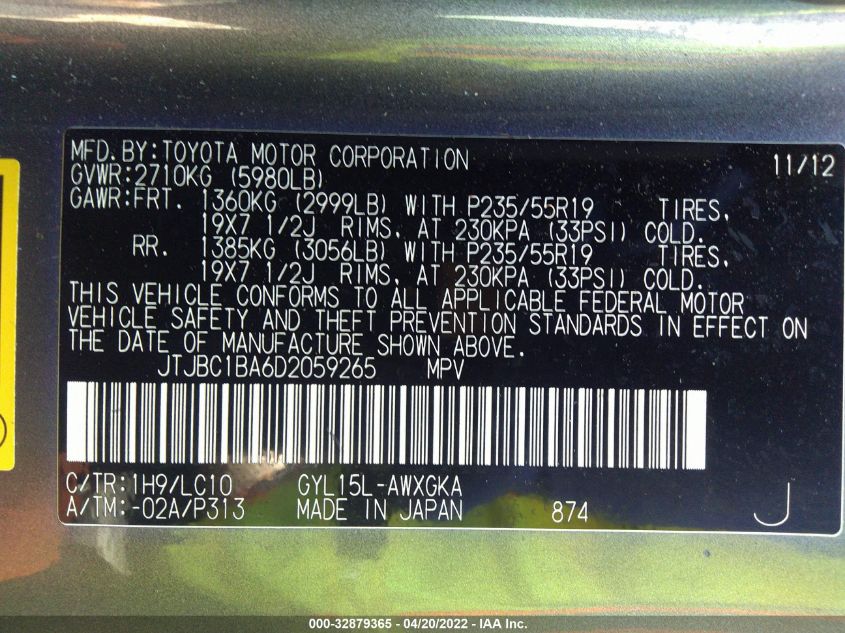 MFD.BY:TOYOTA MOTOR CORPORATION 11/12
GVWR:2710KG (5980LB)
GAWR:FRT. 1360KG (2999LB) WITH P235/55R19 TIRES,
19X7 1/2J RIMS, AT 230KPA (33PSI) COLD.
RR. 1385KG (3056LB) WITH P235/55R19 TIRES,
19X7 1/2J RIMS, AT 230KPA (33PSI) COLD.
THIS VEHICLE CONFORMS TO ALL APPLICABLE FEDERAL MOTOR
VEHICLE SAFETY AND THEFT PREVENTION STANDARDS IN EFFECT ON
THE DATE OF MANUFACTURE SHOWN ABOVE.
JTJBC1BA6D2059265 MPV
C/TR:1H9/LC10 GYL15L-AWXGKA
A/TM:-02A/P313 MADE IN JAPAN 874 J
000-32879365 - 04/20/2022 - IAA Inc.